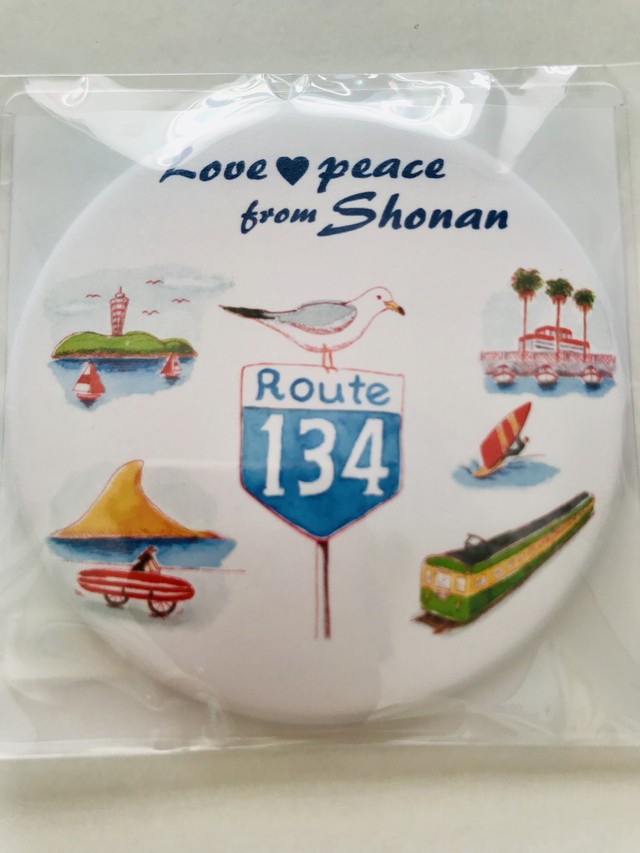 Love♥peace
from Shonan
Route
134